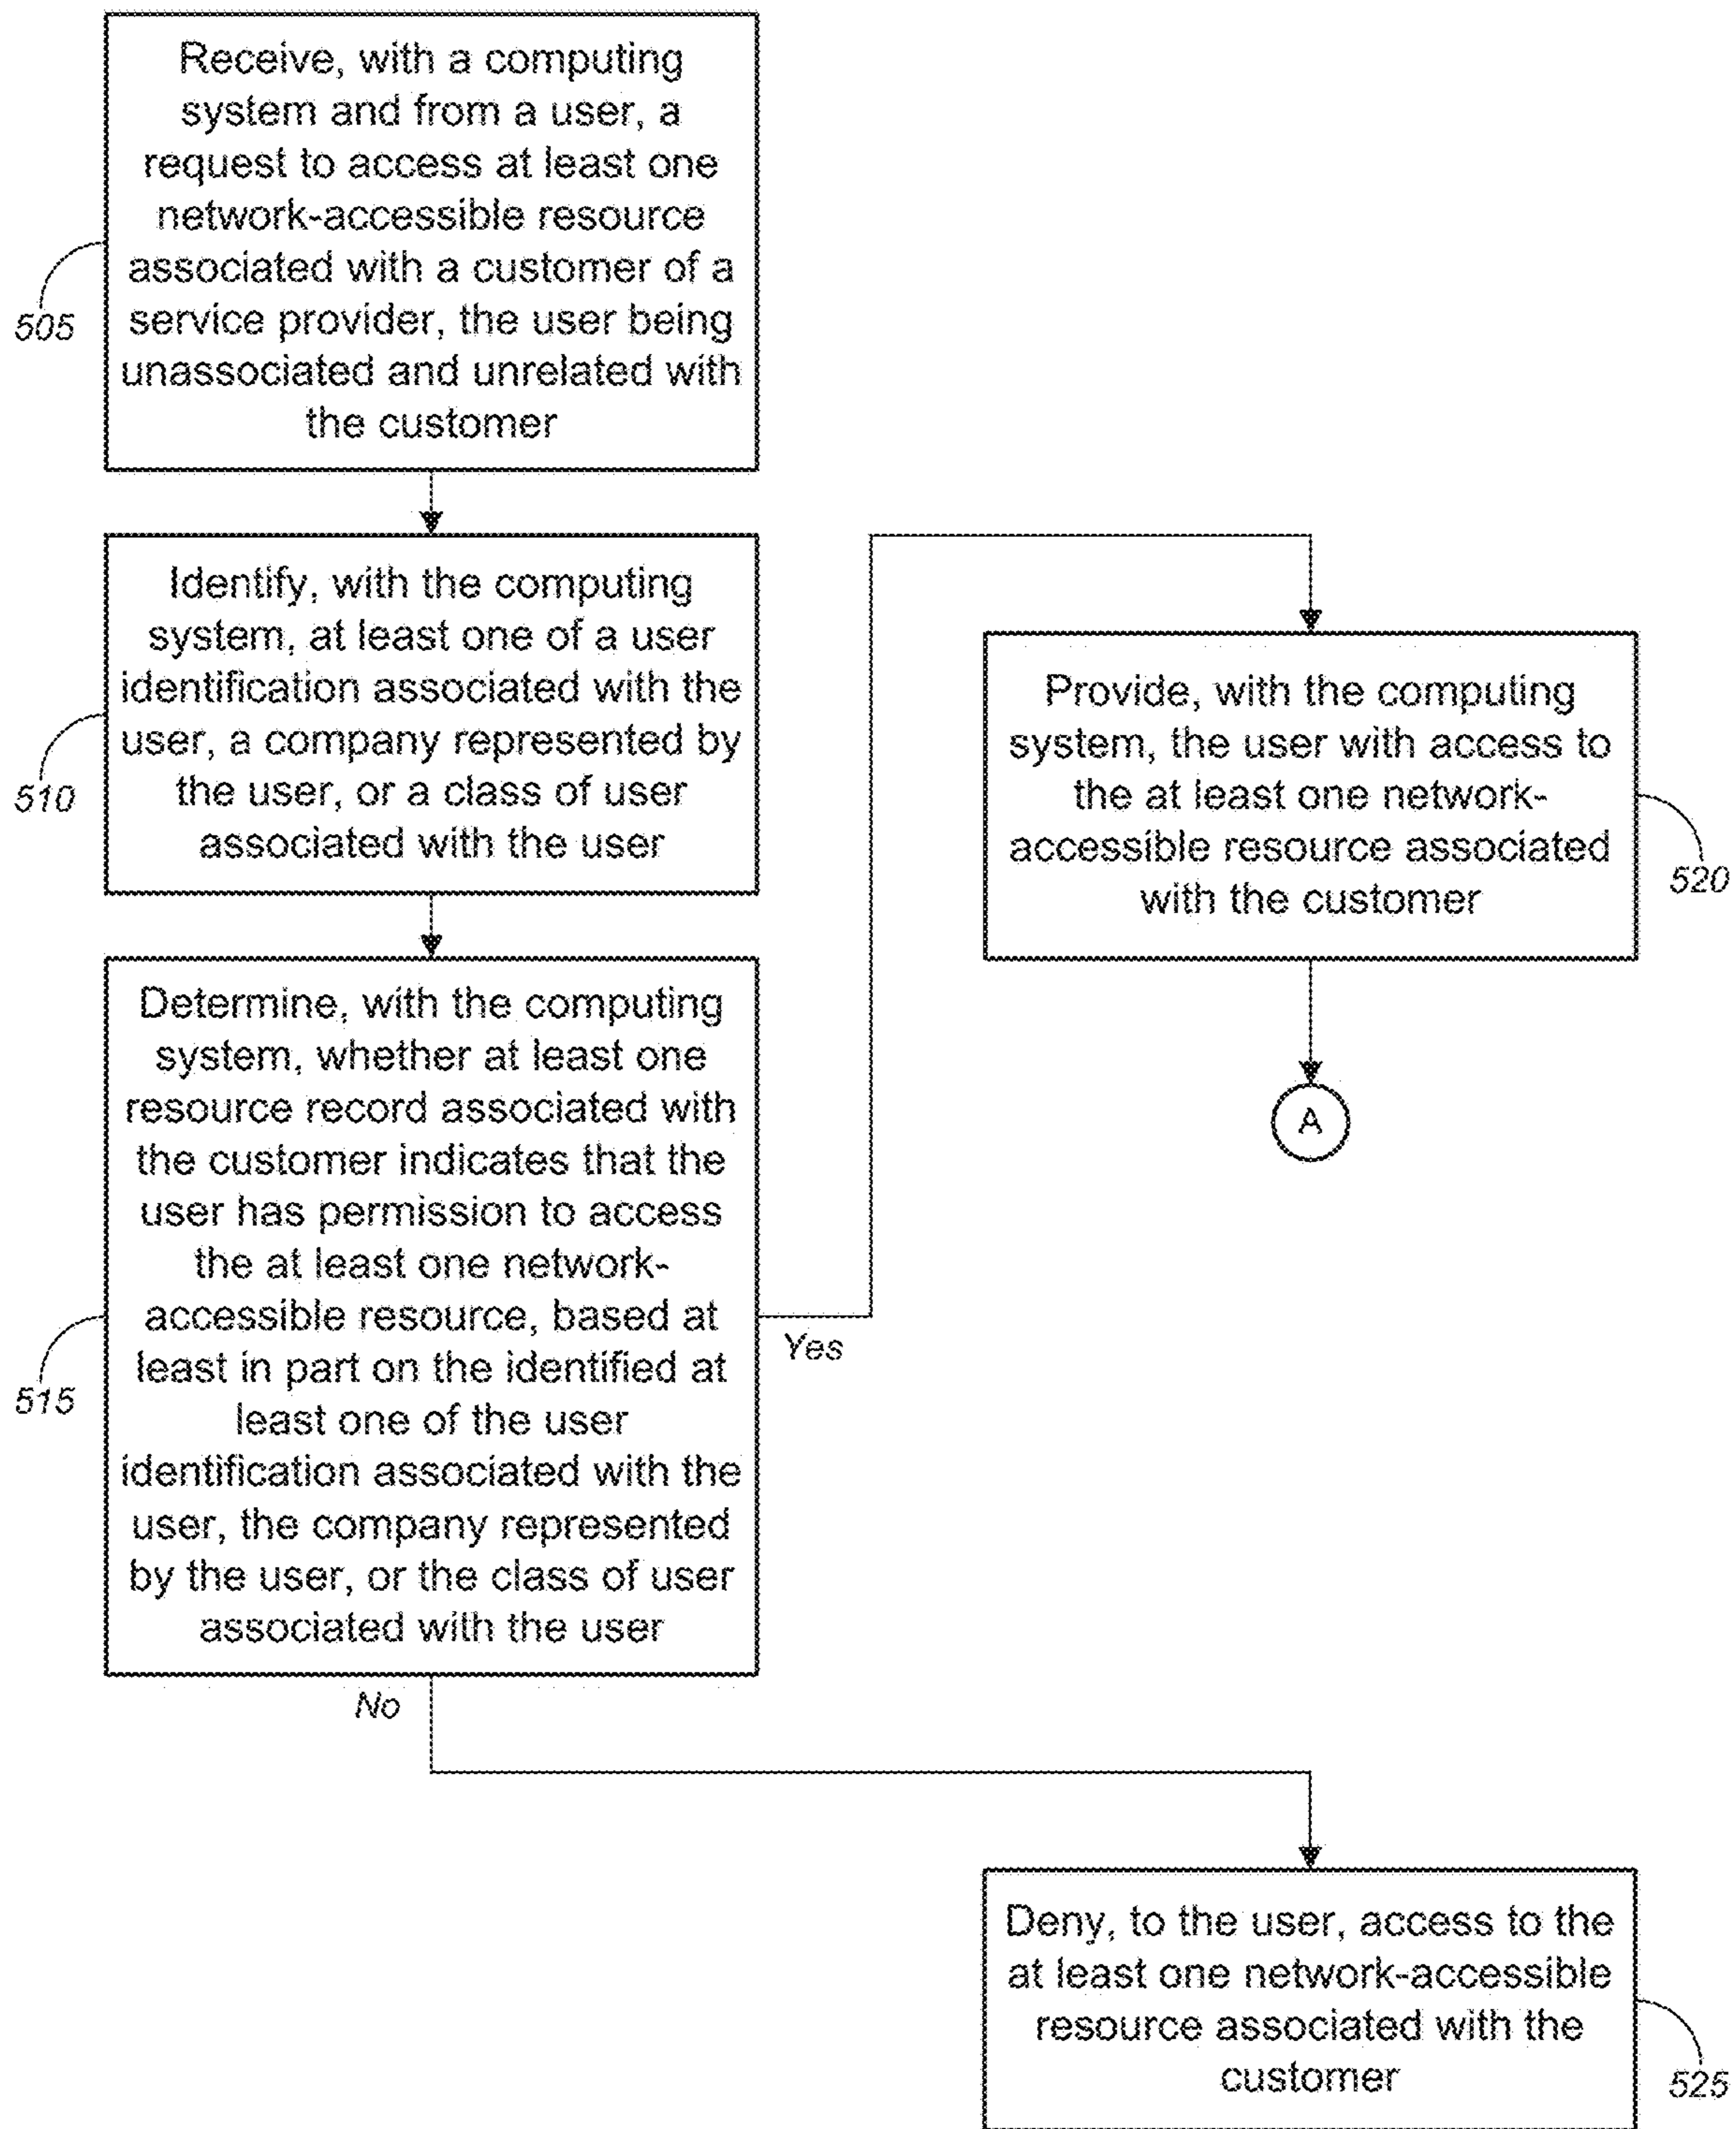 Receive, with a computing
system and from a user, a
request to access at least one
network-accessible resource
associated with a customer of a
service provider, the user being
unassociated and unrelated with
the customer
505
Identify, with the computing
system, at least one of a user
identification associated with the
user, a company represented by
the user, or a class of user
associated with the user
510
Determine, with the computing
system, whether at least one
resource record associated with
the customer indicates that the
user has permission to access
the at least one network-
accessible resource, based at
least in part on the identified at
least one of the user
identification associated with the
user, the company represented
by the user, or the class of user
associated with the user
515
Yes
No
Provide, with the computing
system, the user with access to
the at least one network-
accessible resource associated
with the customer
520
A
Deny, to the user, access to the
at least one network-accessible
resource associated with the
customer
525